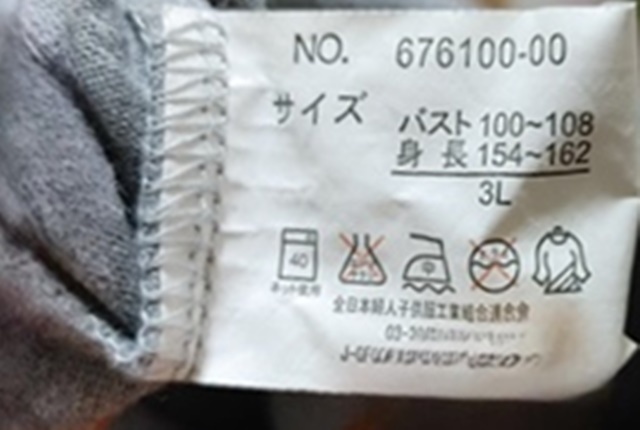 NO. 676100-00
サイズ バスト 100~108
身長 154~162
3L
40 中
ネット使用
全日本婦人子供服工業組合連合会